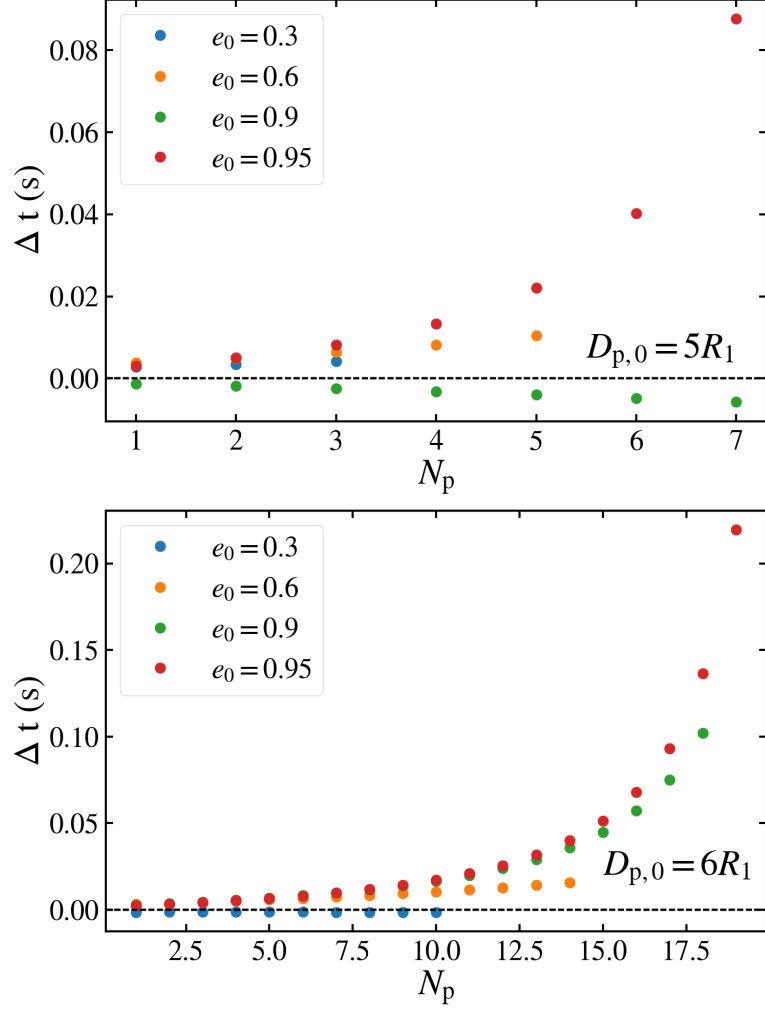 0.08
0.06
0.04
0.02
0.00
Δ t (s)
e₀ = 0.3
e₀ = 0.6
e₀ = 0.9
e₀ = 0.95
Dₚ,₀ = 5R₁
1 2 3 4 5 6 7
Nₚ
0.20
0.15
0.10
0.05
0.00
Δ t (s)
e₀ = 0.3
e₀ = 0.6
e₀ = 0.9
e₀ = 0.95
Dₚ,₀ = 6R₁
2.5 5.0 7.5 10.0 12.5 15.0 17.5
Nₚ